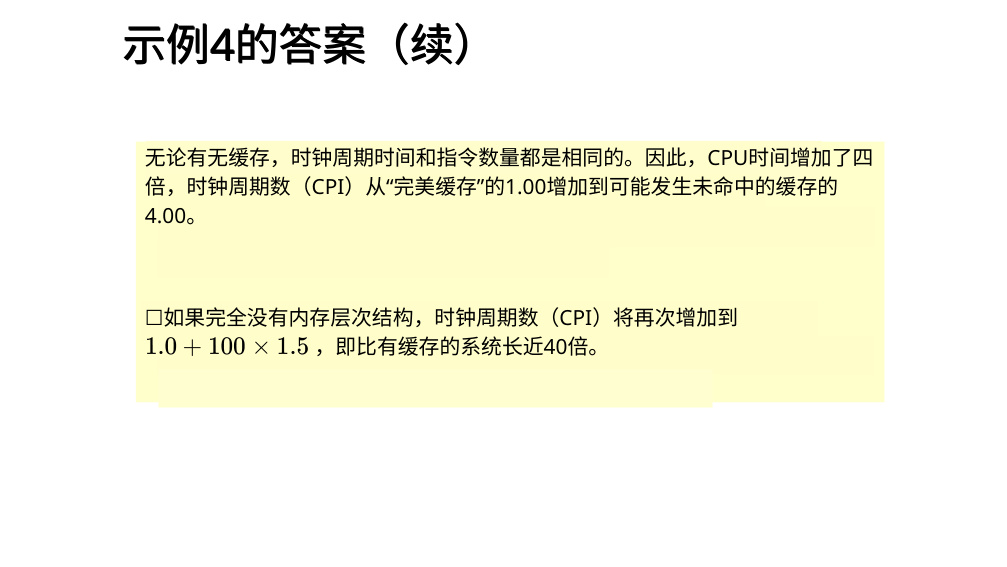 示例4的答案（续）
无论有无缓存，时钟周期时间和指令数量都是相同的。因此，CPU时间增加了四
倍，时钟周期数（CPI）从“完美缓存”的1.00增加到可能发生未命中的缓存的
4.00。
☐如果完全没有内存层次结构，时钟周期数（CPI）将再次增加到
1.0 + 100 × 1.5 ，即比有缓存的系统长近40倍。